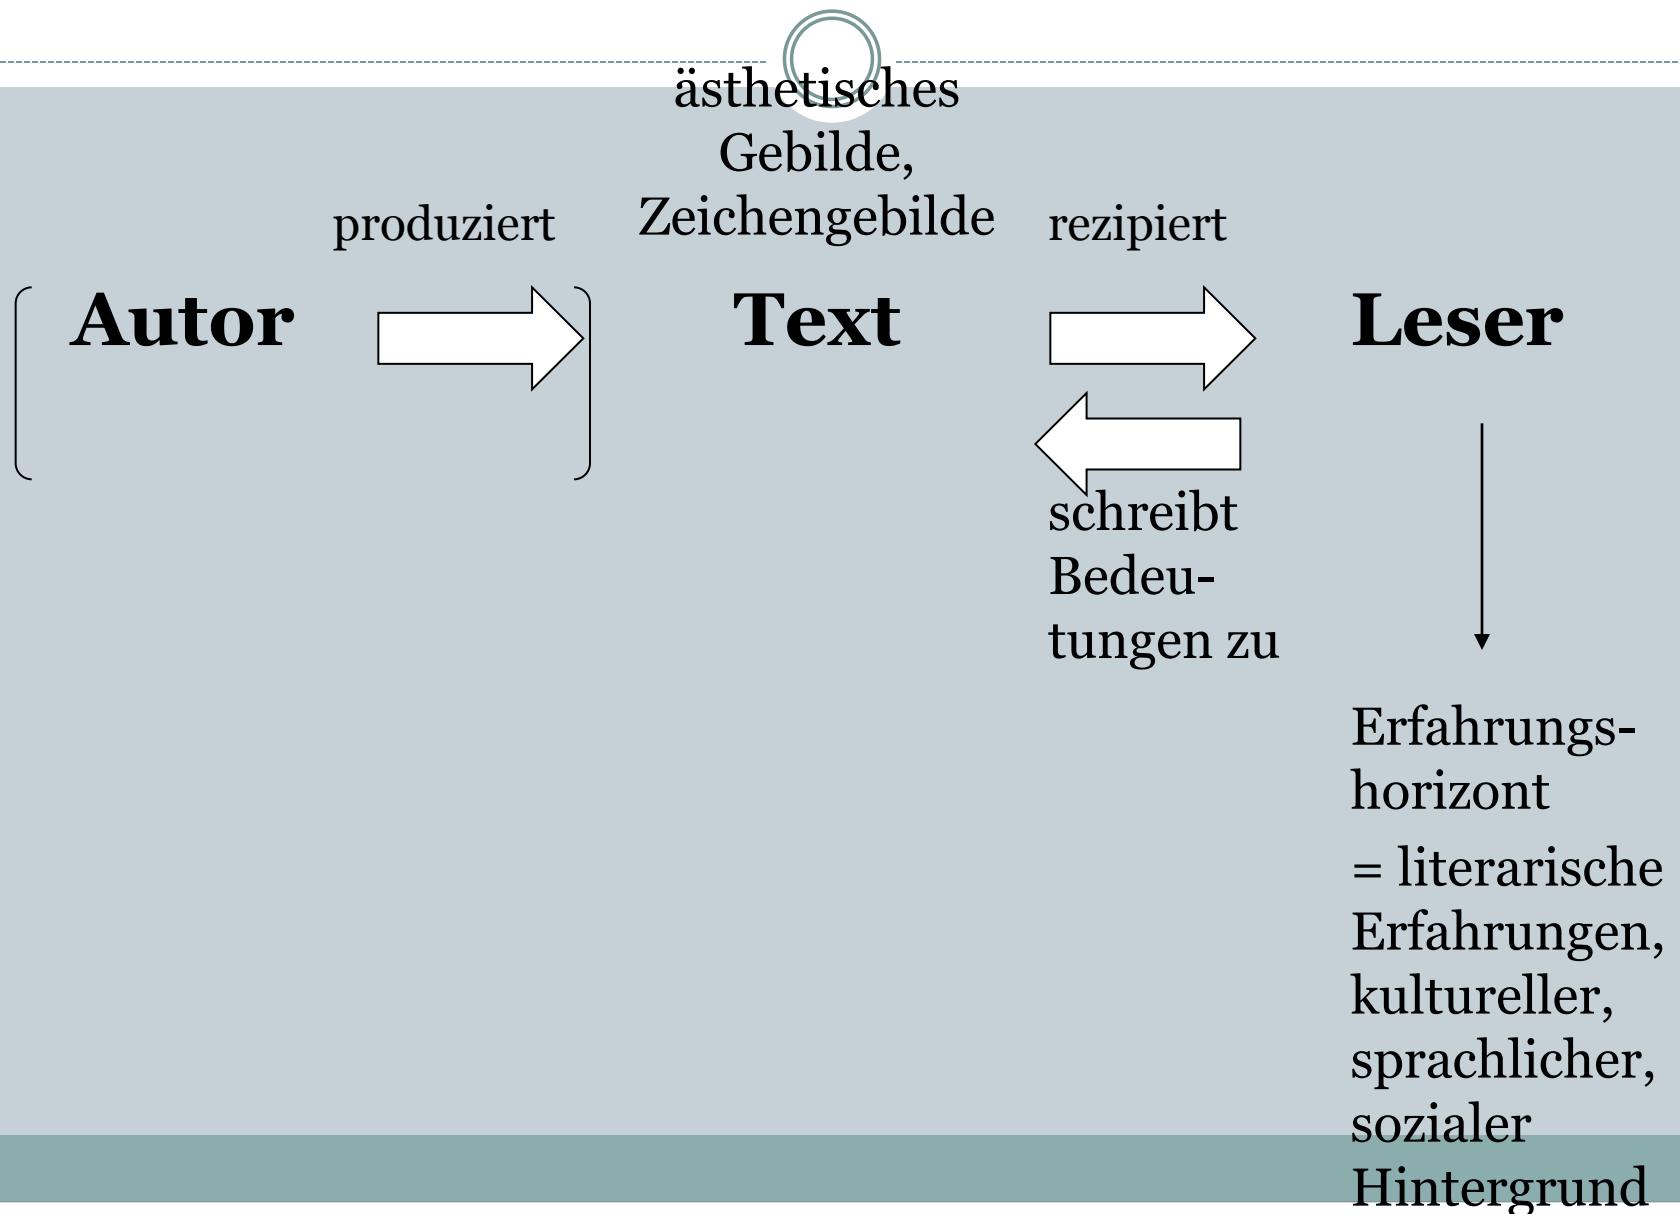 ästhetisches
Gebilde,
Zeichengebilde
produziert
rezipiert
Autor
Text
Leser
schreibt
Bedeu-
tungen zu
Erfahrungs-
horizont
= literarische
Erfahrungen,
kultureller,
sprachlicher,
sozialer
Hintergrund